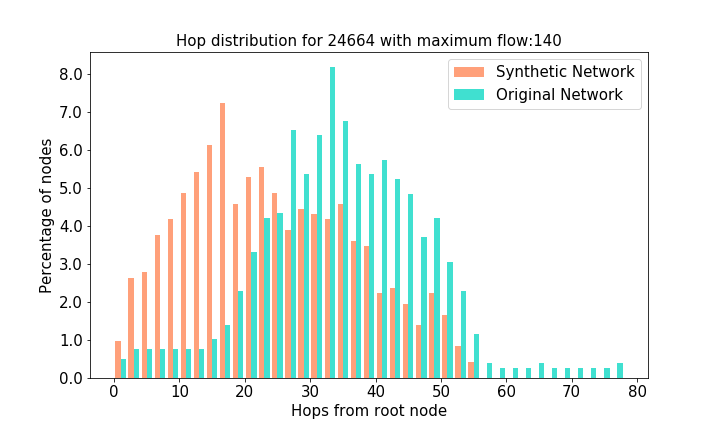 Hop distribution for 24664 with maximum flow:140
Synthetic Network
Original Network
Percentage of nodes
8.0
7.0
6.0
5.0
4.0
3.0
2.0
1.0
0.0
0 10 20 30 40 50 60 70 80
Hops from root node